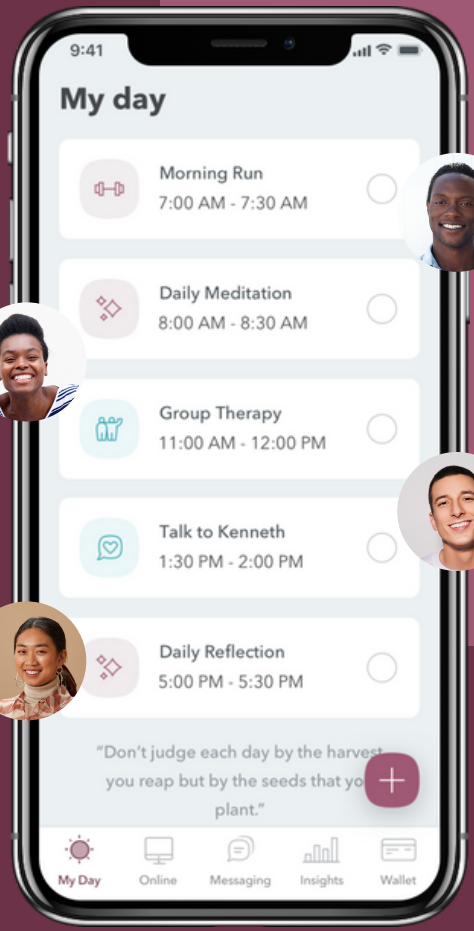 9:41
My day
Morning Run
7:00 AM - 7:30 AM
Daily Meditation
8:00 AM - 8:30 AM
Group Therapy
11:00 AM - 12:00 PM
Talk to Kenneth
1:30 PM - 2:00 PM
Daily Reflection
5:00 PM - 5:30 PM
“Don’t judge each day by the harvest
you reap but by the seeds that
plant.”
My Day
Online
Messaging
Insights
Wallet